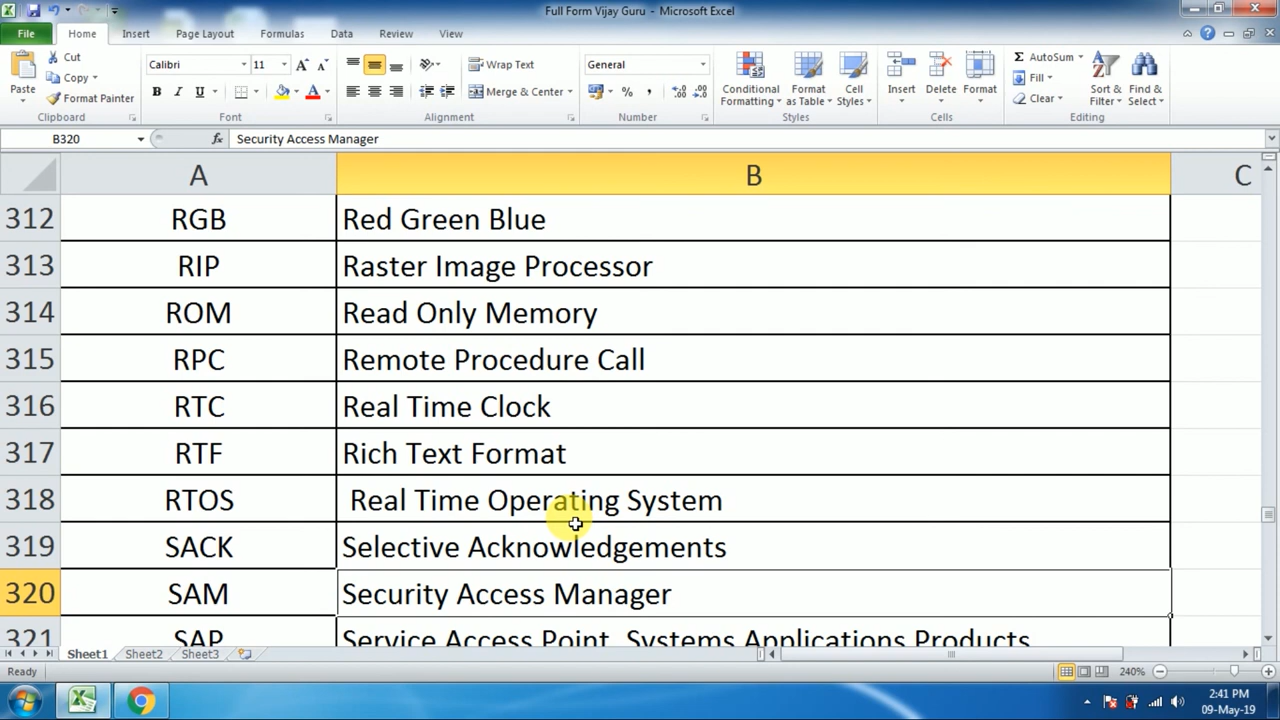 Full Form Vijay Guru - Microsoft Excel
File Home Insert Page Layout Formulas Data Review View
Paste Cut Copy Format Painter Clipboard
Calibri 11 A A B I U A Font
Wrap Text Merge & Center Alignment
General % , Number
Conditional Formatting Format as Table Cell Styles Styles
Insert Delete Format Cells
Σ AutoSum Fill Clear Sort & Filter Find & Select Editing
B320 fx Security Access Manager
A B C
312 RGB Red Green Blue
313 RIP Raster Image Processor
314 ROM Read Only Memory
315 RPC Remote Procedure Call
316 RTC Real Time Clock
317 RTF Rich Text Format
318 RTOS Real Time Operating System
319 SACK Selective Acknowledgements
320 SAM Security Access Manager
321 SAP Service Access Point, Systems Applications Products
Sheet1 Sheet2 Sheet3
Ready 240%
2:41 PM
09-May-19